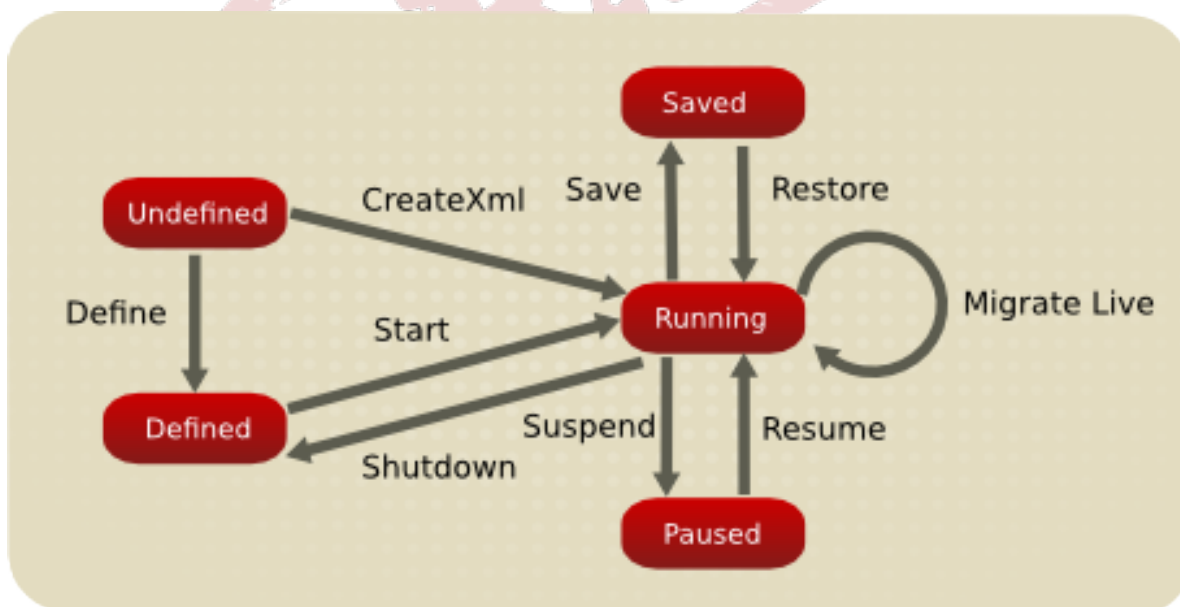 Saved
Save
Restore
CreateXml
Undefined
Define
Start
Running
Migrate Live
Defined
Suspend
Resume
Shutdown
Paused